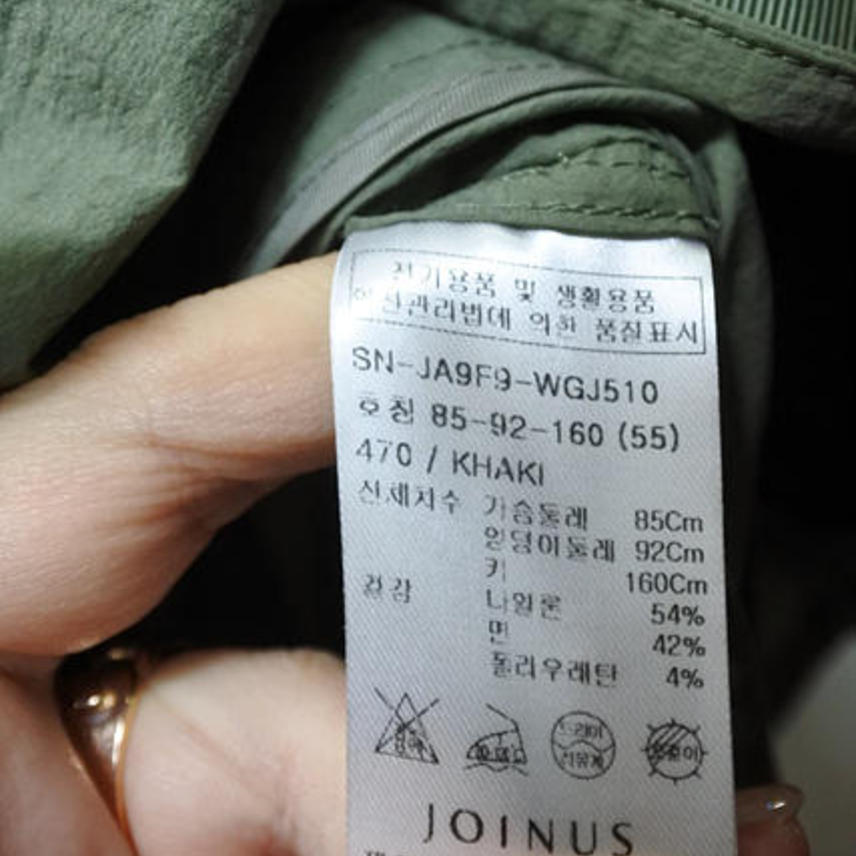 전기용품 및 생활용품
안전관리법에 의한 품질표시
SN-JA9F9-WGJ510
호칭 85-92-160 (55)
470 / KHAKI
신체치수 가슴둘레 85Cm
엉덩이둘레 92Cm
키 160Cm
겉감 나일론 54%
면 42%
폴리우레탄 4%
드라이
JOINUS